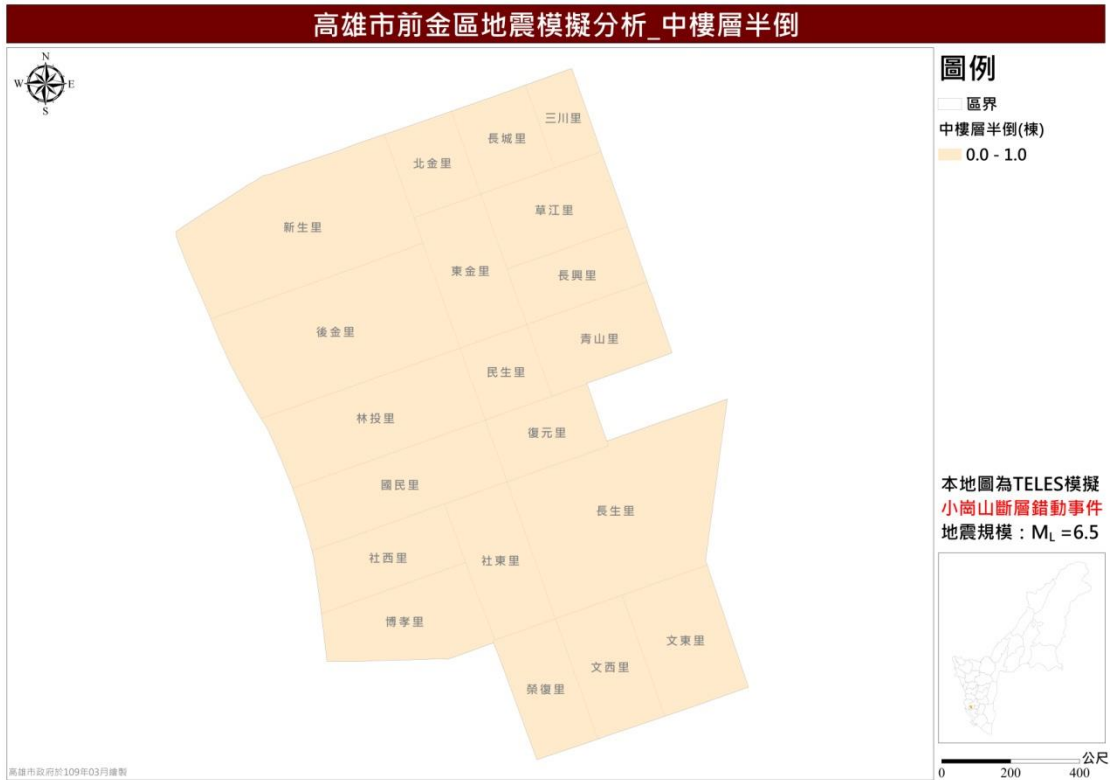 高雄市前金區地震模擬分析_中樓層半倒
N
W
E
S
圖例
區界
中樓層半倒(棟)
0.0 - 1.0
三川里
長城里
北金里
新生里
草江里
東金里
長興里
後金里
青山里
民生里
林投里
復元里
國民里
長生里
社西里
社東里
博孝里
文東里
文西里
榮復里
本地圖為TELES模擬
小崗山斷層錯動事件
地震規模：ML =6.5
公尺
0 200 400
高雄市政府於109年03月繪製